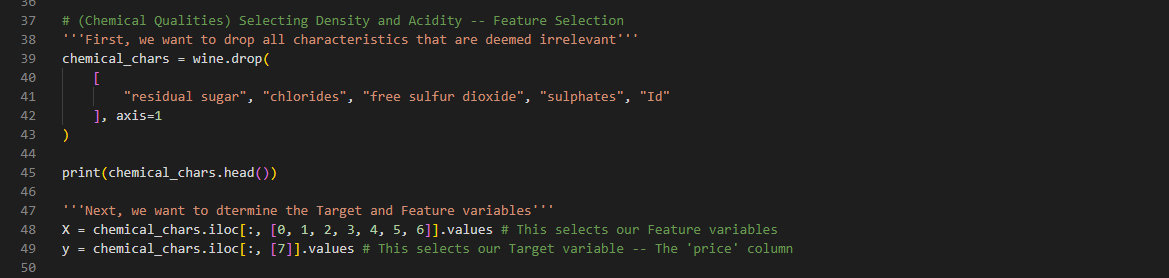 36
37 # (Chemical Qualities) Selecting Density and Acidity -- Feature Selection
38 '''First, we want to drop all characteristics that are deemed irrelevant'''
39 chemical_chars = wine.drop(
40     [
41         "residual sugar", "chlorides", "free sulfur dioxide", "sulphates", "Id"
42     ], axis=1
43 )
44
45 print(chemical_chars.head())
46
47 '''Next, we want to dtermine the Target and Feature variables'''
48 X = chemical_chars.iloc[:, [0, 1, 2, 3, 4, 5, 6]].values # This selects our Feature variables
49 y = chemical_chars.iloc[:, [7]].values # This selects our Target variable -- The 'price' column
50